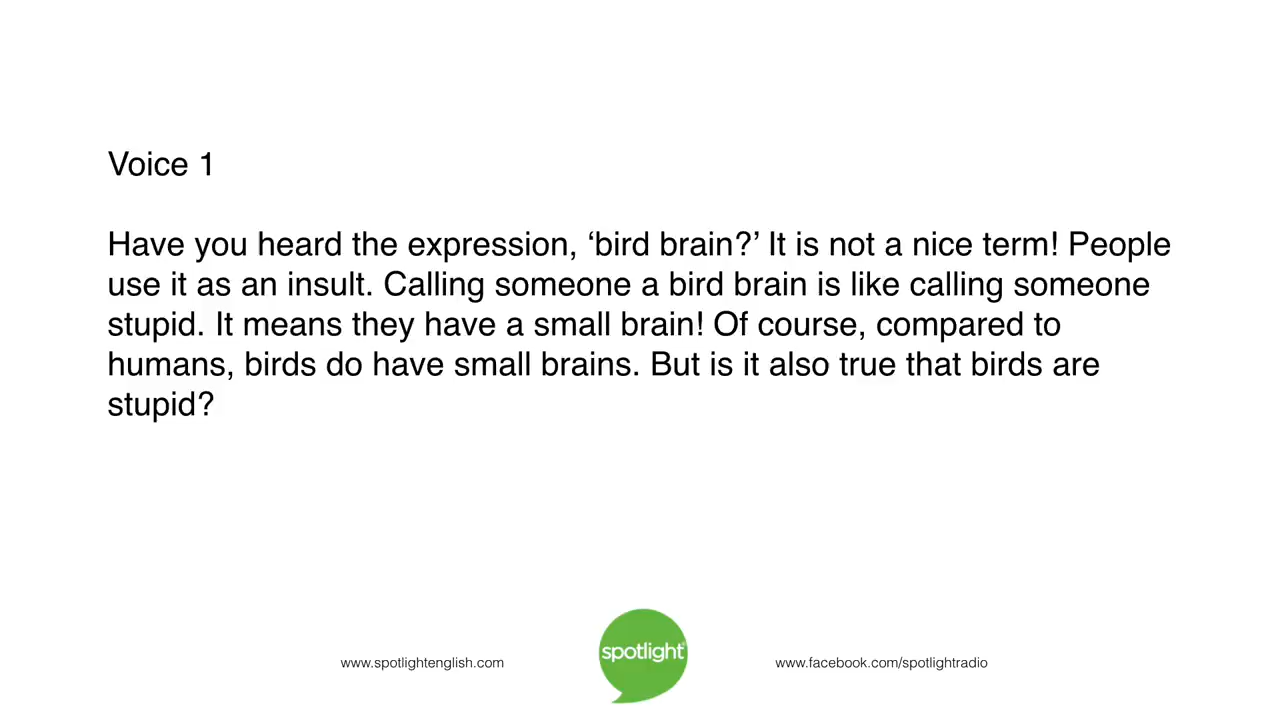 Voice 1
Have you heard the expression, ‘bird brain?’ It is not a nice term! People
use it as an insult. Calling someone a bird brain is like calling someone
stupid. It means they have a small brain! Of course, compared to
humans, birds do have small brains. But is it also true that birds are
stupid?
spotlight®
www.spotlightenglish.com
www.facebook.com/spotlightradio